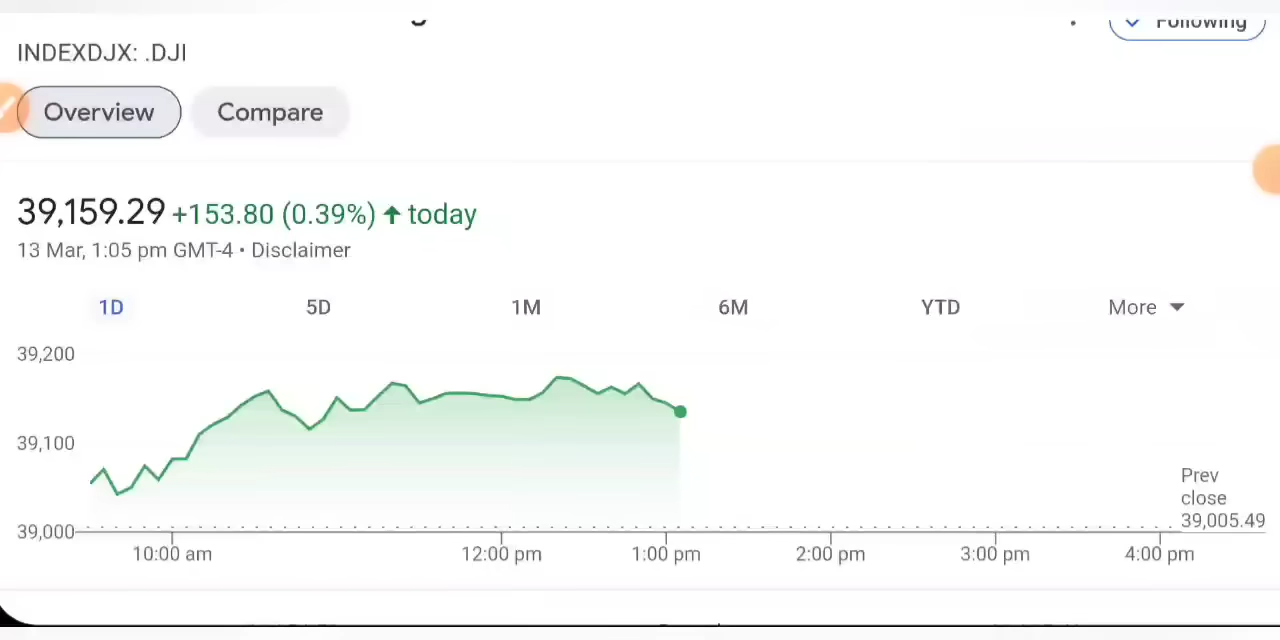 Following
INDEXDJX: .DJI
Overview
Compare
39,159.29 +153.80 (0.39%) ↑ today
13 Mar, 1:05 pm GMT-4 • Disclaimer
1D 5D 1M 6M YTD More
39,200
39,100
39,000
Prev
close
39,005.49
10:00 am 12:00 pm 1:00 pm 2:00 pm 3:00 pm 4:00 pm